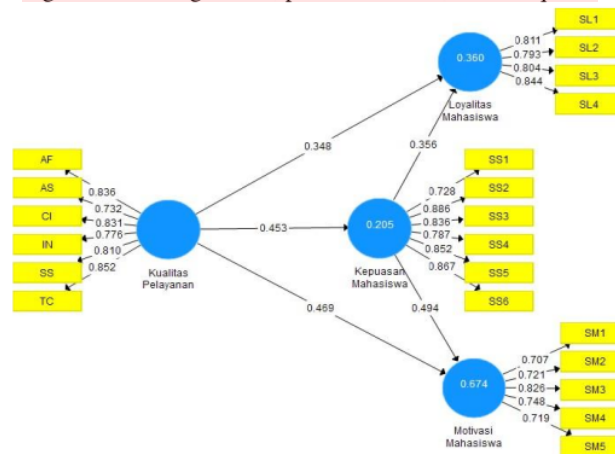 SL1
0.811
SL2
0.793
0.360
0.804
SL3
0.844
SL4
Loyalitas
Mahasiswa
0.348
0.356
AF
0.836
AS
0.732
CI
0.831
0.776
IN
0.810
SS
0.852
TC
Kualitas
Pelayanan
0.453
SS1
0.728
SS2
0.886
0.836
SS3
0.205
0.787
SS4
0.852
SS5
0.867
SS6
Kepuasan
Mahasiswa
0.469
0.494
SM1
0.707
SM2
0.721
0.674
0.826
SM3
0.748
SM4
0.719
SM5
Motivasi
Mahasiswa